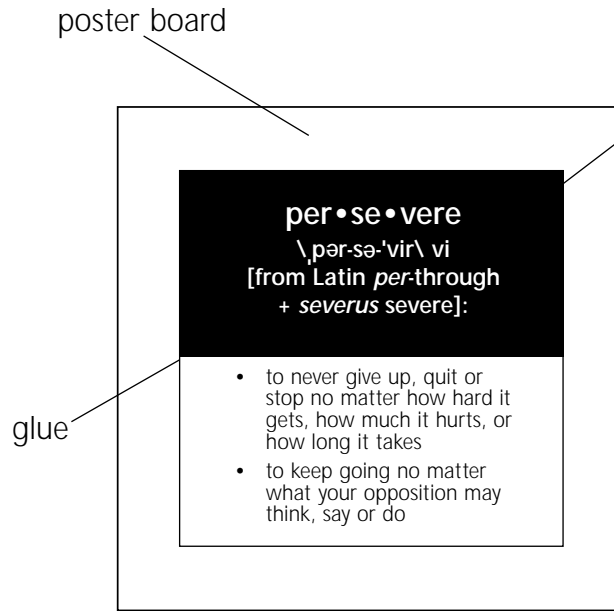 poster board
per•se•vere
\ˌpər-sə-'vir\ vi
[from Latin per-through
+ severus severe]:
• to never give up, quit or
stop no matter how hard it
gets, how much it hurts, or
how long it takes
• to keep going no matter
what your opposition may
think, say or do
glue